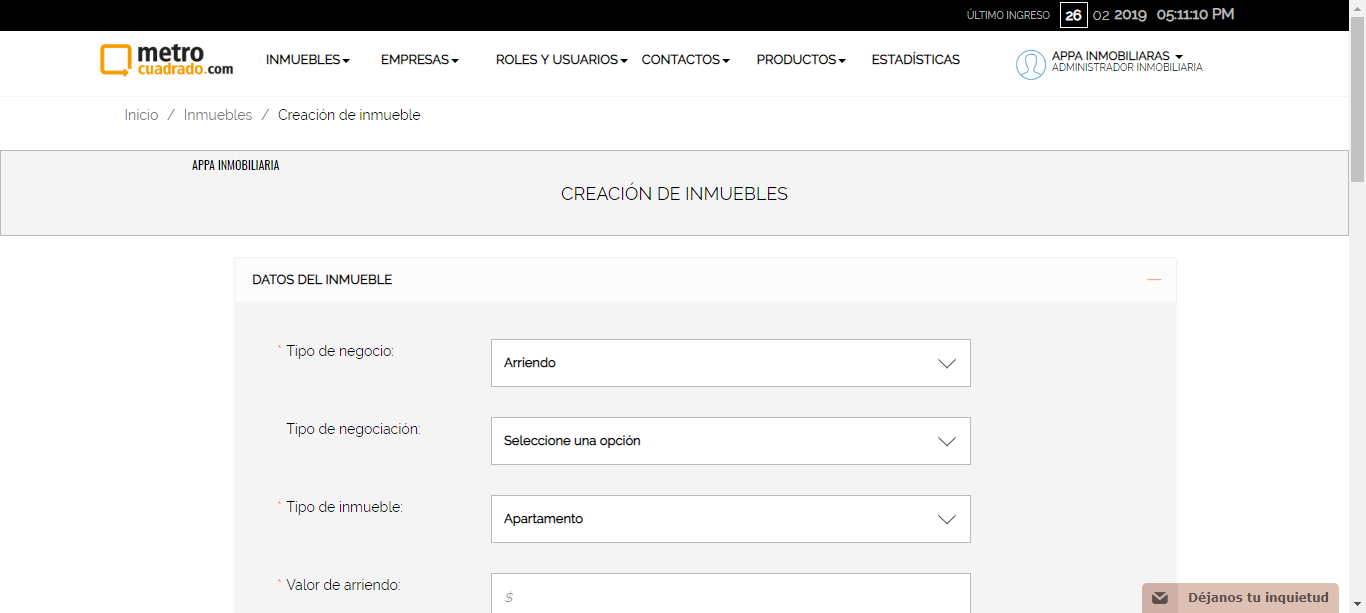 ÚLTIMO INGRESO 26 02 2019 05:11:10 PM
metro
cuadrado.com
INMUEBLES EMPRESAS ROLES Y USUARIOS CONTACTOS PRODUCTOS ESTADÍSTICAS
APPA INMOBILIARAS
ADMINISTRADOR INMOBILIARIA
Inicio / Inmuebles / Creación de inmueble
APPA INMOBILIARIA
CREACIÓN DE INMUEBLES
DATOS DEL INMUEBLE
* Tipo de negocio: Arriendo
Tipo de negociación: Seleccione una opción
* Tipo de inmueble: Apartamento
* Valor de arriendo: $
Déjanos tu inquietud